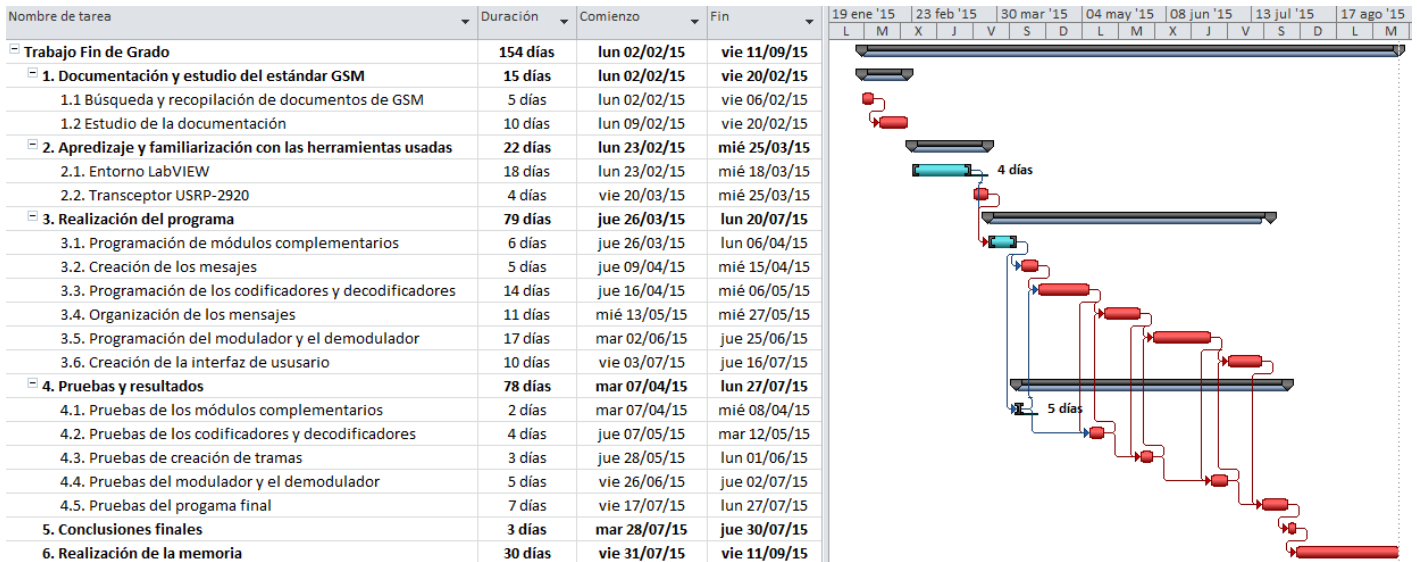 Nombre de tarea Duración Comienzo Fin 19 ene '15 23 feb '15 30 mar '15 04 may '15 08 jun '15 13 jul '15 17 ago '15
L M X J V S D L M X J V S D L M
Trabajo Fin de Grado 154 días lun 02/02/15 vie 11/09/15
1. Documentación y estudio del estándar GSM 15 días lun 02/02/15 vie 20/02/15
1.1 Búsqueda y recopilación de documentos de GSM 5 días lun 02/02/15 vie 06/02/15
1.2 Estudio de la documentación 10 días lun 09/02/15 vie 20/02/15
2. Apredizaje y familiarización con las herramientas usadas 22 días lun 23/02/15 mié 25/03/15
2.1. Entorno LabVIEW 18 días lun 23/02/15 mié 18/03/15 4 días
2.2. Transceptor USRP-2920 4 días vie 20/03/15 mié 25/03/15
3. Realización del programa 79 días jue 26/03/15 lun 20/07/15
3.1. Programación de módulos complementarios 6 días jue 26/03/15 lun 06/04/15
3.2. Creación de los mesajes 5 días jue 09/04/15 mié 15/04/15
3.3. Programación de los codificadores y decodificadores 14 días jue 16/04/15 mié 06/05/15
3.4. Organización de los mensajes 11 días mié 13/05/15 mié 27/05/15
3.5. Programación del modulador y el demodulador 17 días mar 02/06/15 jue 25/06/15
3.6. Creación de la interfaz de ususario 10 días vie 03/07/15 jue 16/07/15
4. Pruebas y resultados 78 días mar 07/04/15 lun 27/07/15
4.1. Pruebas de los módulos complementarios 2 días mar 07/04/15 mié 08/04/15 5 días
4.2. Pruebas de los codificadores y decodificadores 4 días jue 07/05/15 mar 12/05/15
4.3. Pruebas de creación de tramas 3 días jue 28/05/15 lun 01/06/15
4.4. Pruebas del modulador y el demodulador 5 días vie 26/06/15 jue 02/07/15
4.5. Pruebas del progama final 7 días vie 17/07/15 lun 27/07/15
5. Conclusiones finales 3 días mar 28/07/15 jue 30/07/15
6. Realización de la memoria 30 días vie 31/07/15 vie 11/09/15